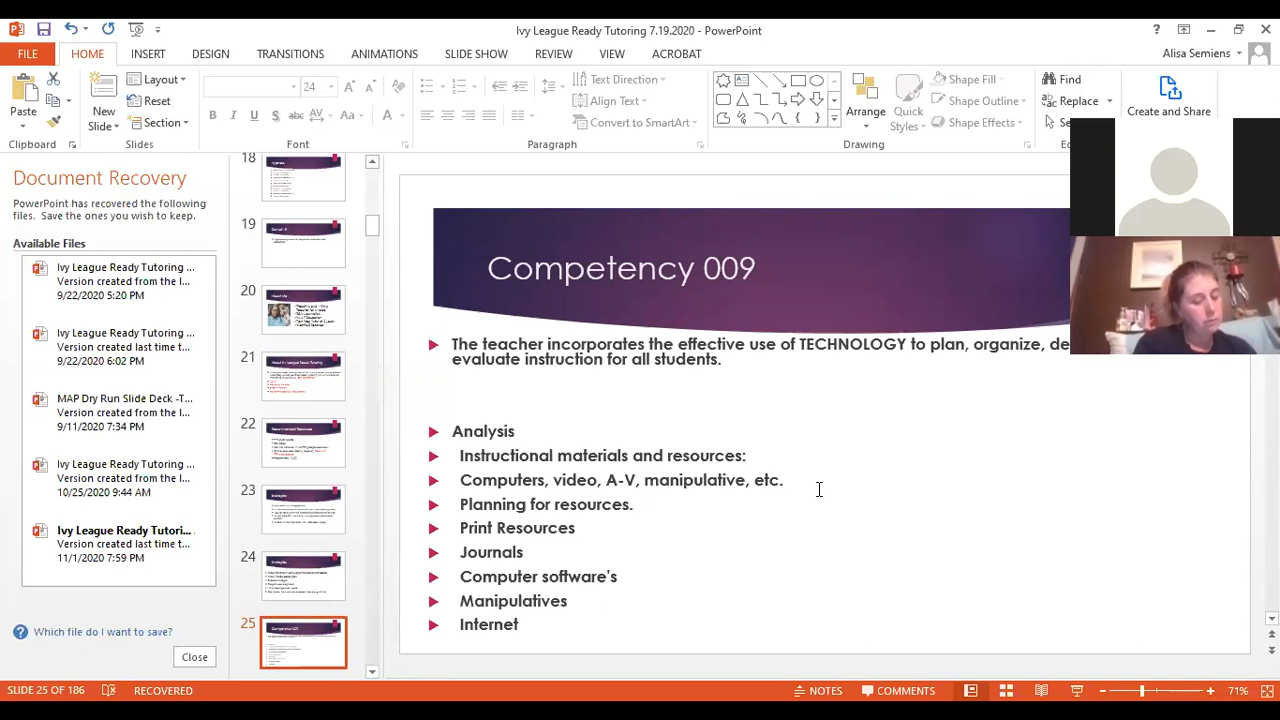 Ivy League Ready Tutoring 7.19.2020 - PowerPoint
FILE HOME INSERT DESIGN TRANSITIONS ANIMATIONS SLIDE SHOW REVIEW VIEW ACROBAT
Alisa Semiens
Paste
New
Slide
Layout
Reset
Section
24
Text Direction
Align Text
Convert to SmartArt
Arrange
Quick
Styles
Shape Fill
Shape Outline
Shape Effects
Find
Replace
Create and Share
Clipboard Slides Font Paragraph Drawing
Document Recovery
PowerPoint has recovered the following
files. Save the ones you wish to keep.
Available Files
Ivy League Ready Tutoring ...
Version created from the l...
9/22/2020 5:20 PM
Ivy League Ready Tutoring ...
Version created last time t...
9/22/2020 6:02 PM
MAP Dry Run Slide Deck -T...
Version created from the l...
9/11/2020 7:34 PM
Ivy League Ready Tutoring ...
Version created last time t...
10/25/2020 9:44 AM
Ivy League Ready Tutori...
Version created last time t...
11/1/2020 7:59 PM
Which file do I want to save?
Close
18
19
20
21
22
23
24
25
Competency 009
The teacher incorporates the effective use of TECHNOLOGY to plan, organize, de
evaluate instruction for all students.
Analysis
Instructional materials and resources:
Computers, video, A-V, manipulative, etc.
Planning for resources.
Print Resources
Journals
Computer software's
Manipulatives
Internet
SLIDE 25 OF 186 RECOVERED NOTES COMMENTS 71%